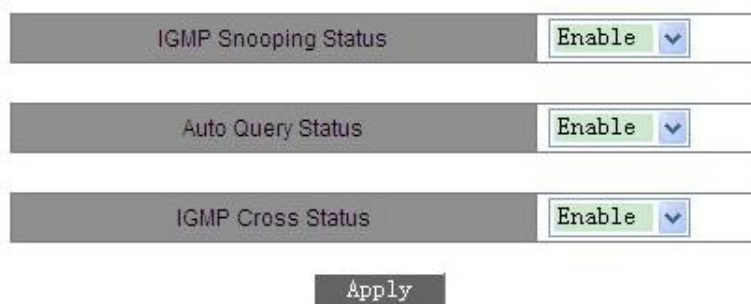 IGMP Snooping Status Enable
Auto Query Status Enable
IGMP Cross Status Enable
Apply